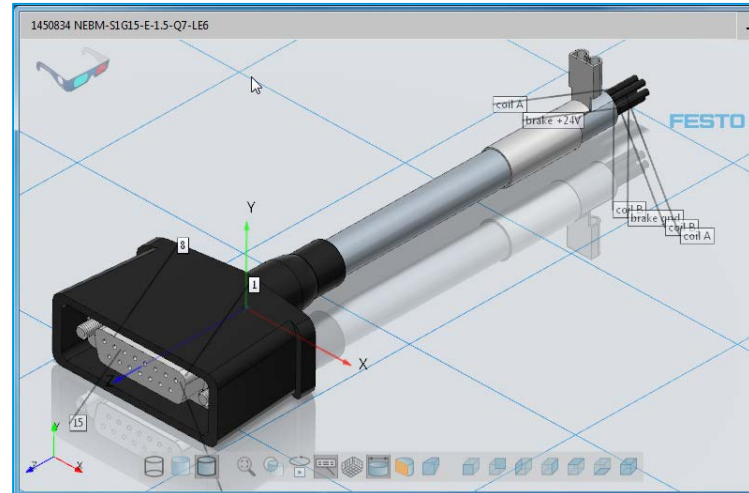 1450834 NEBM-S1G15-E-1.5-Q7-LE6
coil A
brake +24V
FESTO
coil B
brake gnd
coil B
coil A
Y
8
1
X
Z
15
Y
Z
X